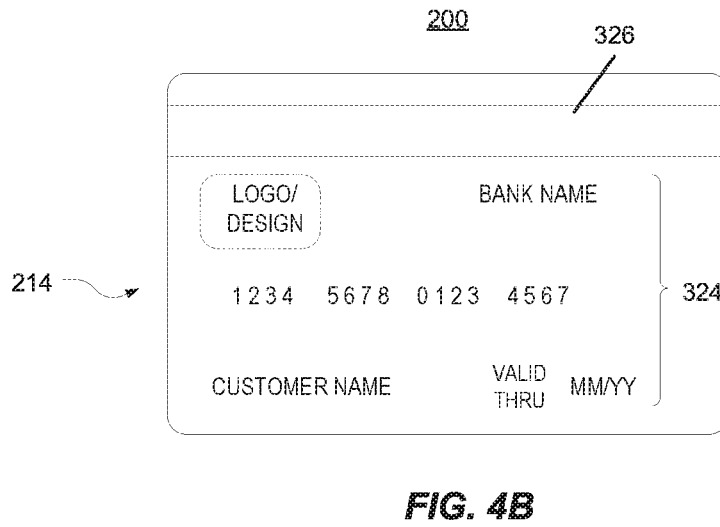 200
326
LOGO/ BANK NAME
DESIGN
214
1234 5678 0123 4567
324
VALID
CUSTOMER NAME MM/YY
THRU
FIG. 4B